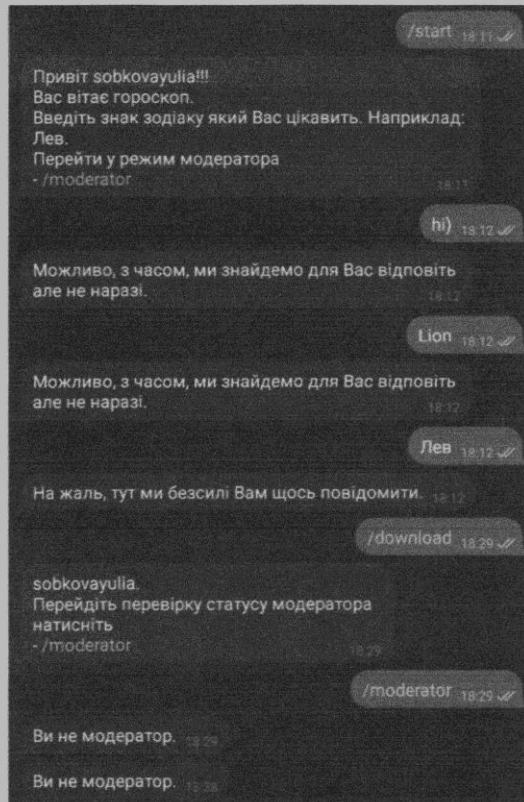 /start 18:11
Привіт sobkovayulia!!!
Вас вітає гороскоп.
Введіть знак зодіаку який Вас цікавить. Наприклад:
Лев.
Перейти у режим модератора
- /moderator
18:11
hi) 18:12
Можливо, з часом, ми знайдемо для Вас відповіть
але не наразі.
18:12
Lion 18:12
Можливо, з часом, ми знайдемо для Вас відповіть
але не наразі.
18:12
Лев 18:12
На жаль, тут ми безсилі Вам щось повідомити. 18:12
/download 18:29
sobkovayulia.
Перейдіть перевірку статусу модератора
натисніть
- /moderator
18:29
/moderator 18:29
Ви не модератор. 18:29
Ви не модератор.